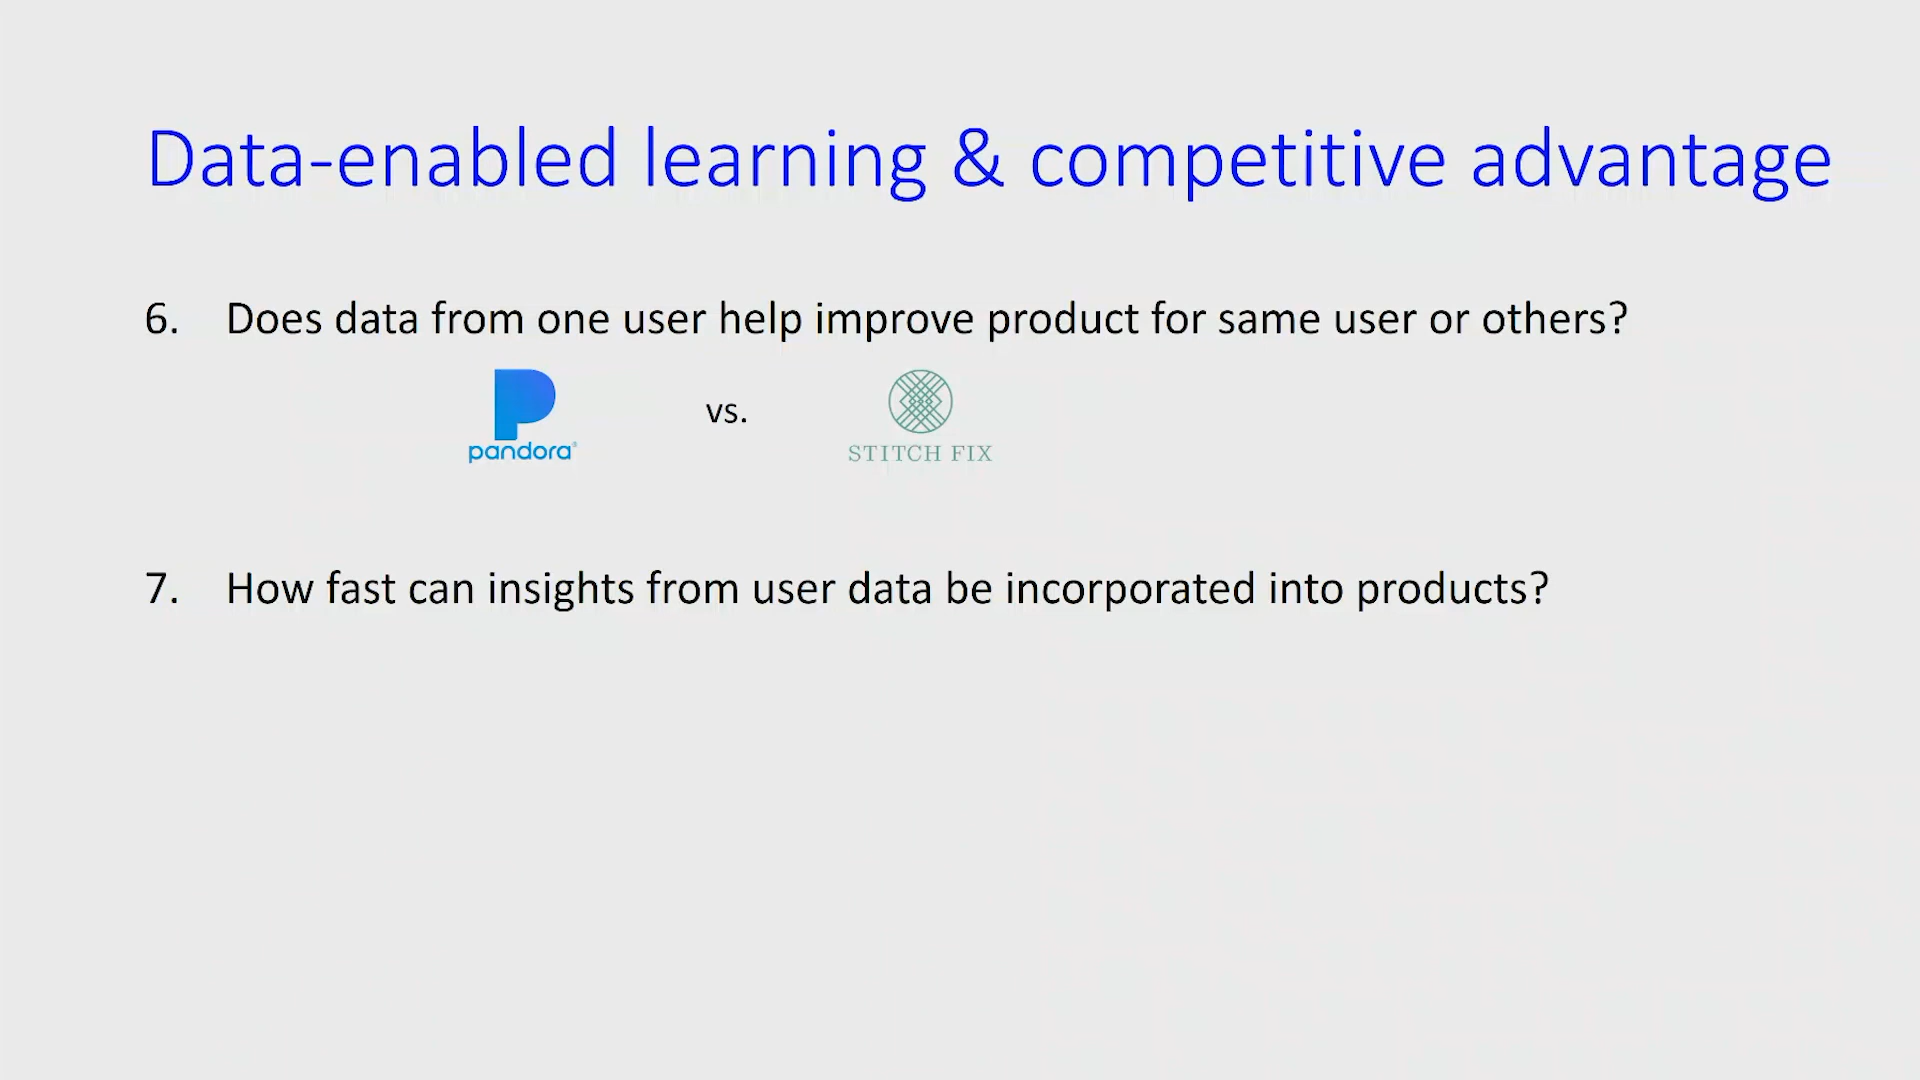 Data-enabled learning & competitive advantage
6. Does data from one user help improve product for same user or others?
pandora® vs. STITCH FIX
7. How fast can insights from user data be incorporated into products?